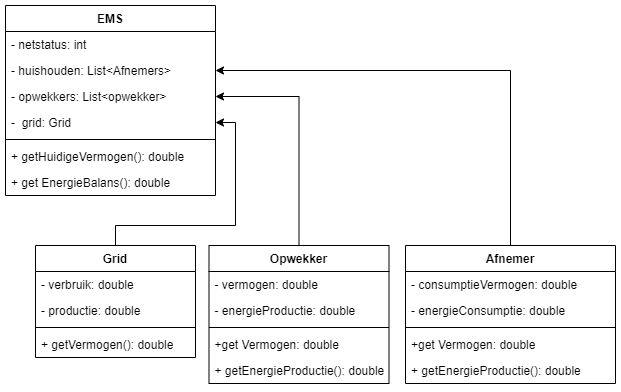 EMS
- netstatus: int
- huishouden: List<Afnemers>
- opwekkers: List<opwekker>
- grid: Grid
+ getHuidigeVermogen(): double
+ get EnergieBalans(): double
Grid
- verbruik: double
- productie: double
+ getVermogen(): double
Opwekker
- vermogen: double
- energieProductie: double
+get Vermogen: double
+ getEnergieProductie(): double
Afnemer
- consumptieVermogen: double
- energieConsumptie: double
+get Vermogen: double
+ getEnergieProductie(): double